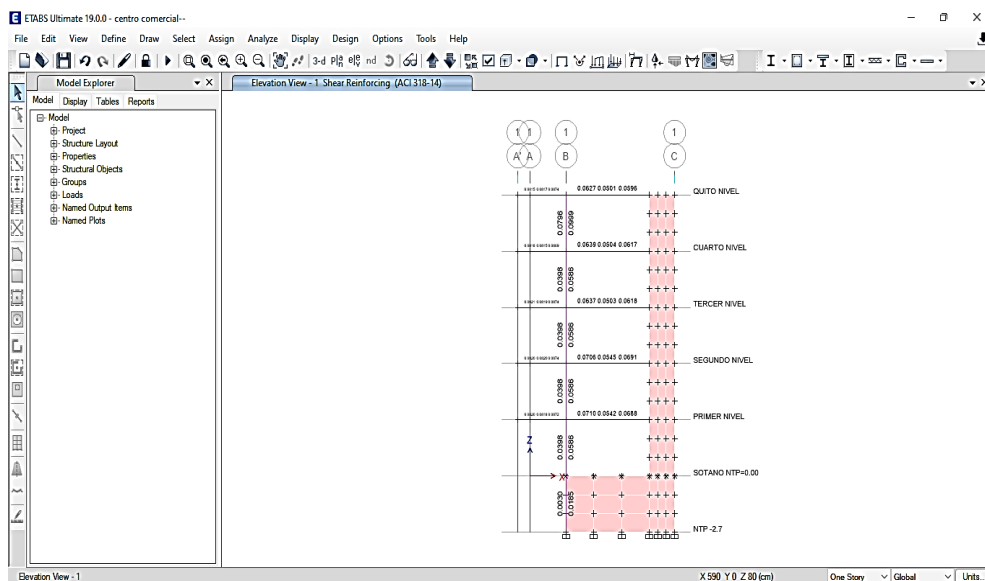 ETABS Ultimate 19.0.0 - centro comercial--
File Edit View Define Draw Select Assign Analyze Display Design Options Tools Help
3-d
nd
Model Explorer
Elevation View - 1 Shear Reinforcing (ACI 318-14)
Model Display Tables Reports
Model
Project
Structure Layout
Properties
Structural Objects
Groups
Loads
Named Output Items
Named Plots
1 1 1 1
A' A B C
0.0627 0.0501 0.0596 QUITO NIVEL
0.0796
0.0999
0.0639 0.0504 0.0617 CUARTO NIVEL
0.0398
0.0586
0.0637 0.0503 0.0618 TERCER NIVEL
0.0398
0.0586
0.0706 0.0545 0.0691 SEGUNDO NIVEL
0.0398
0.0586
0.0710 0.0542 0.0688 PRIMER NIVEL
0.0398
0.0586
Z
X
SOTANO NTP=0.00
0.0030
0.0185
NTP -2.7
Elevation View - 1
X 590 Y 0 Z 80 (cm)
One Story
Global
Units...